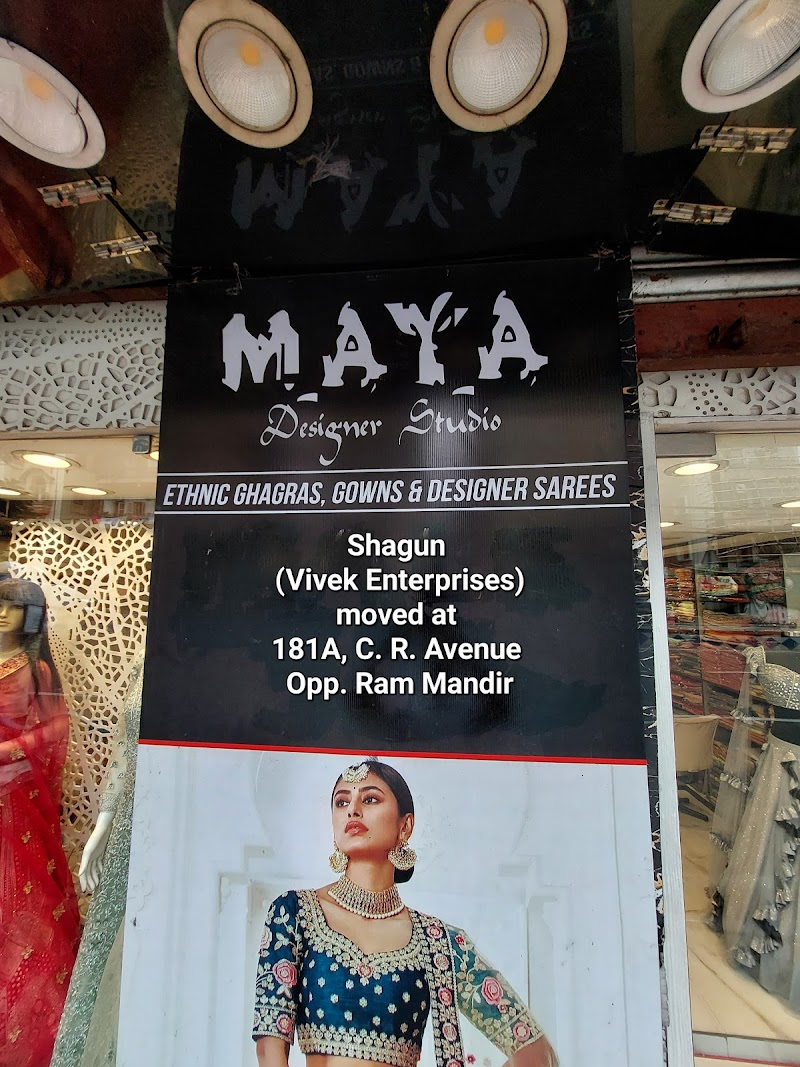 MAYA
Designer Studio
ETHNIC GHAGRAS, GOWNS & DESIGNER SAREES
Shagun
(Vivek Enterprises)
moved at
181A, C. R. Avenue
Opp. Ram Mandir